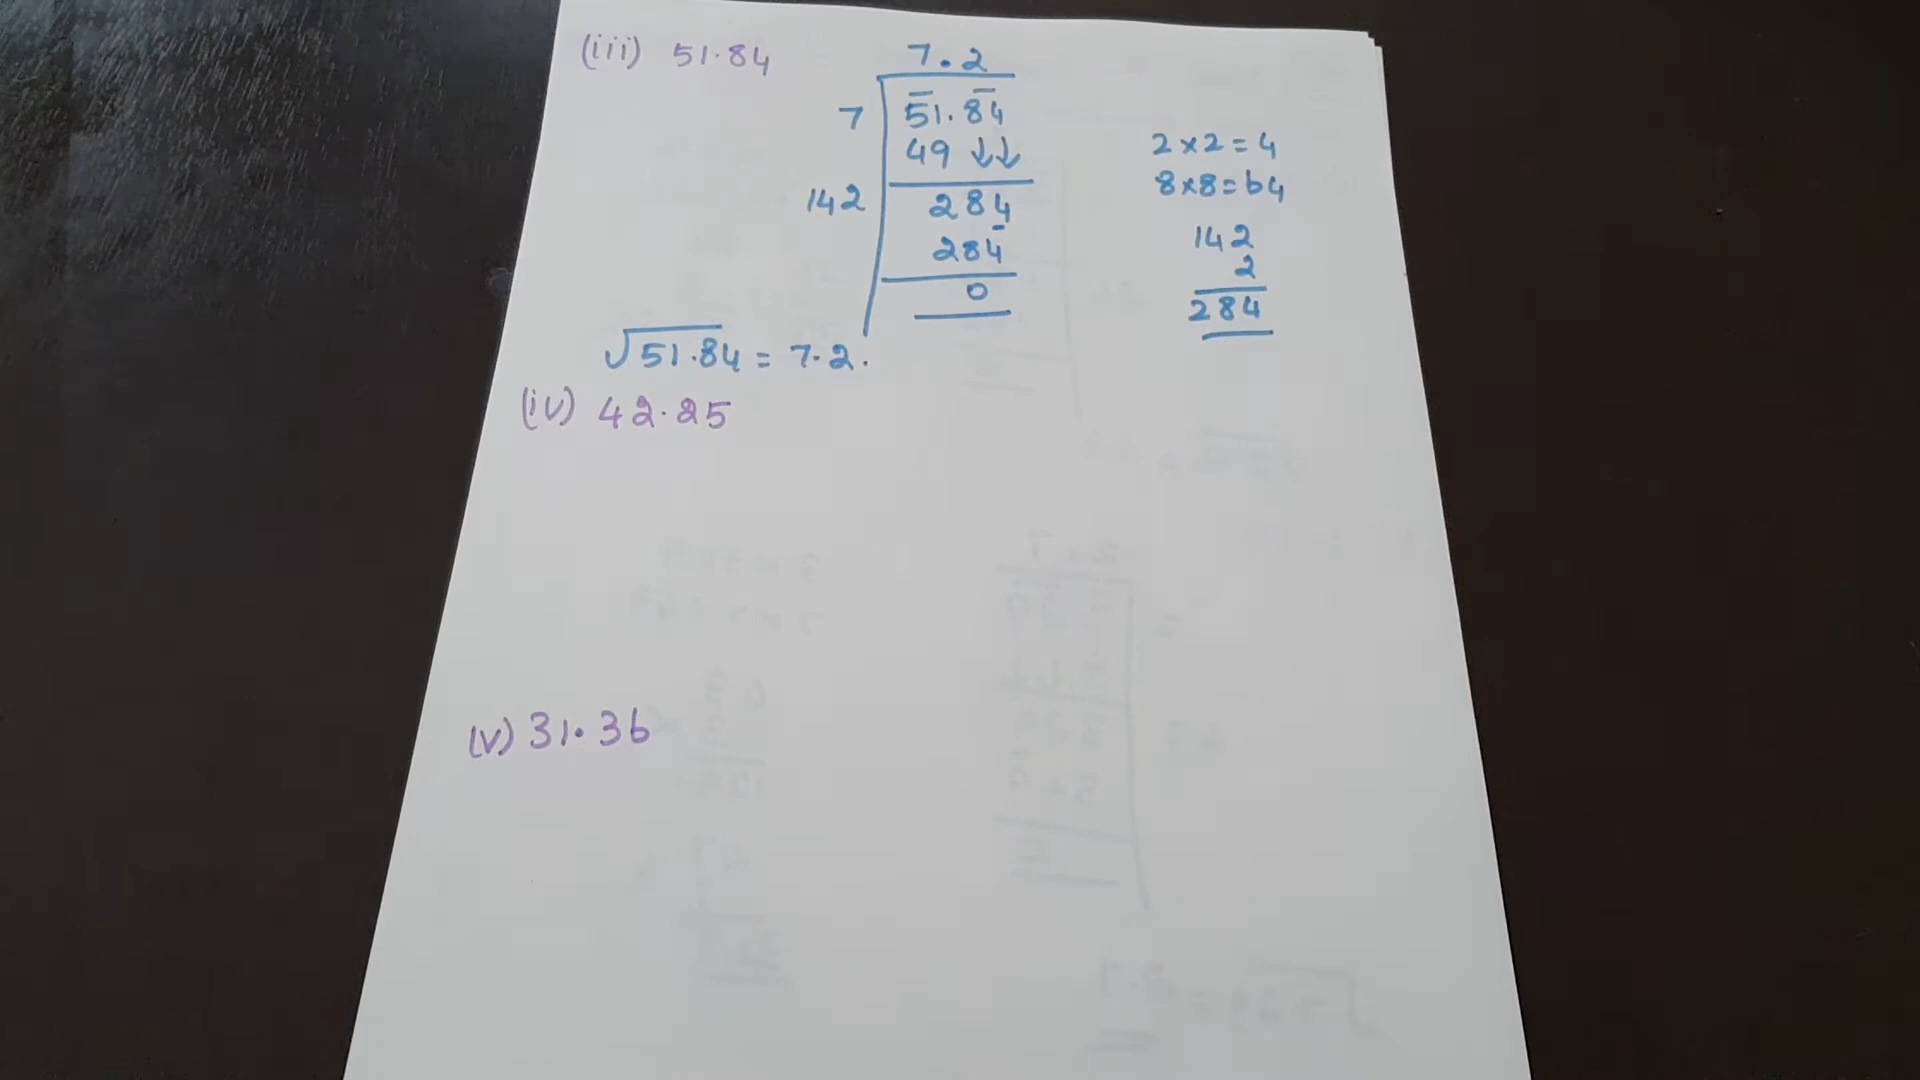 (iii) 51.84
7.2
7 51.84
49 ↓↓
142 284
284
0
2×2=4
8×8=64
142
2
284
√51.84 = 7.2.
(iv) 42.25
(v) 31.36